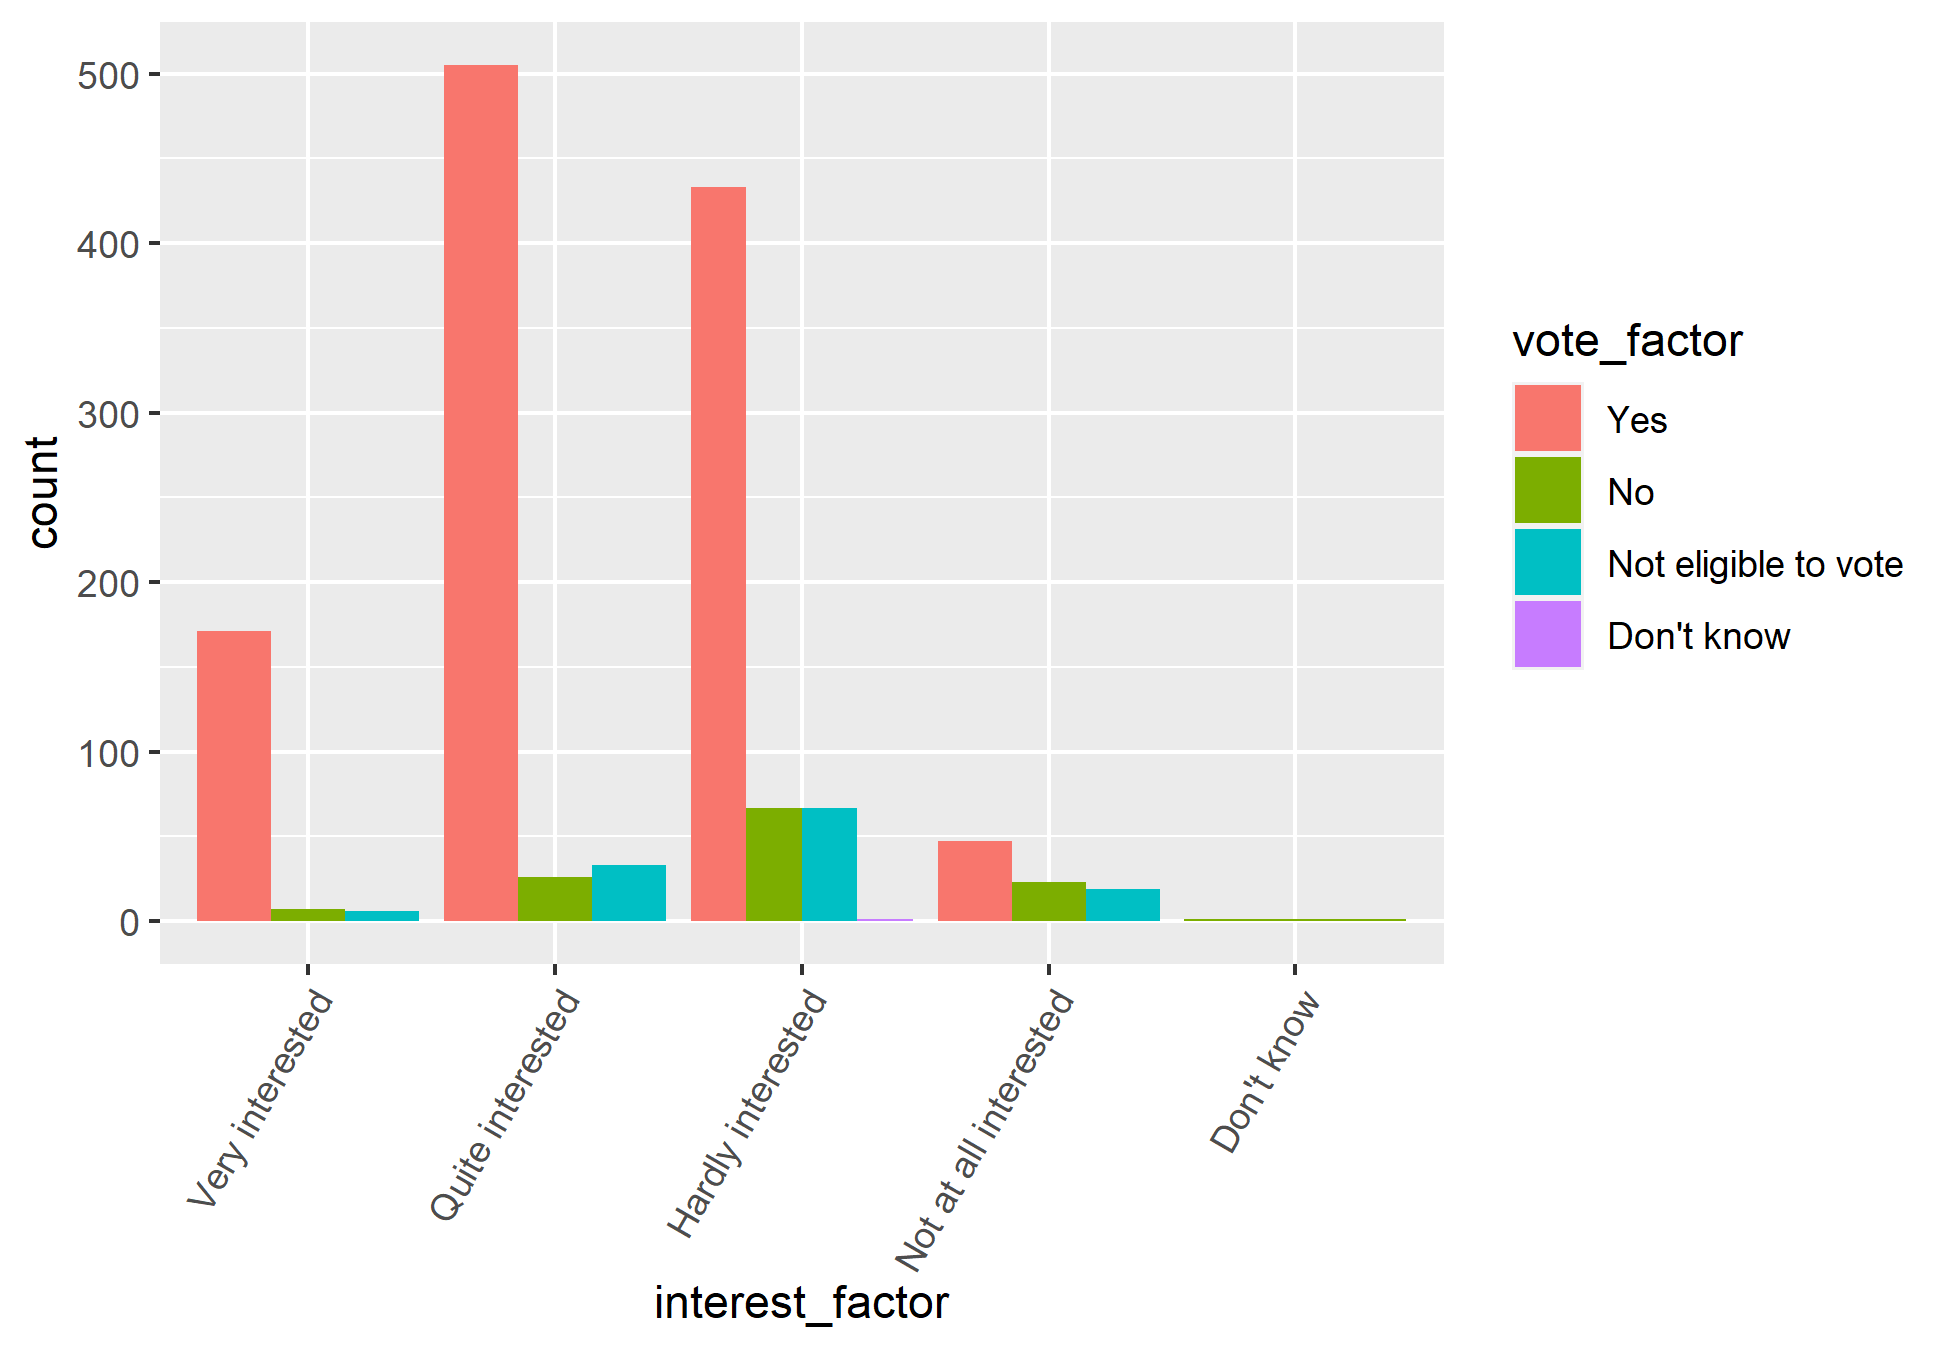 500
400
300
200
100
0
count
Very interested
Quite interested
Hardly interested
Not at all interested
Don't know
interest_factor
vote_factor
Yes
No
Not eligible to vote
Don't know